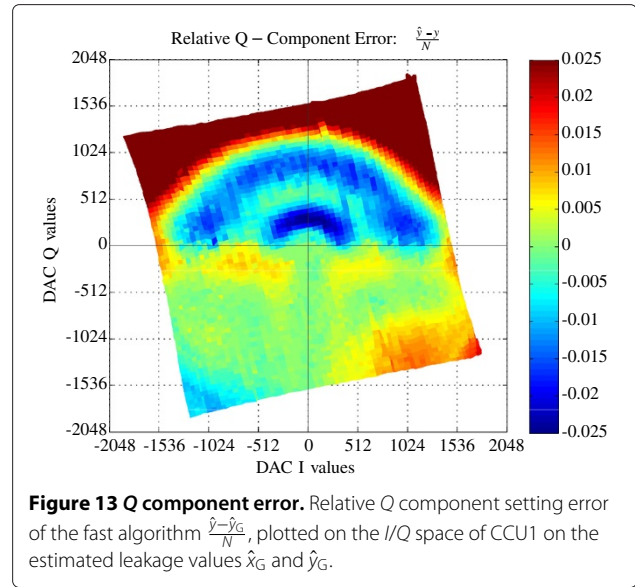 Relative Q – Component Error: ŷ - y / N
2048
1536
1024
512
0
-512
-1024
-1536
-2048
DAC Q values
-2048 -1536 -1024 -512 0 512 1024 1536 2048
DAC I values
0.025
0.02
0.015
0.01
0.005
0
-0.005
-0.01
-0.015
-0.02
-0.025
Figure 13 Q component error. Relative Q component setting error
of the fast algorithm (ŷ−ŷ_G)/N, plotted on the I/Q space of CCU1 on the
estimated leakage values x̂_G and ŷ_G.